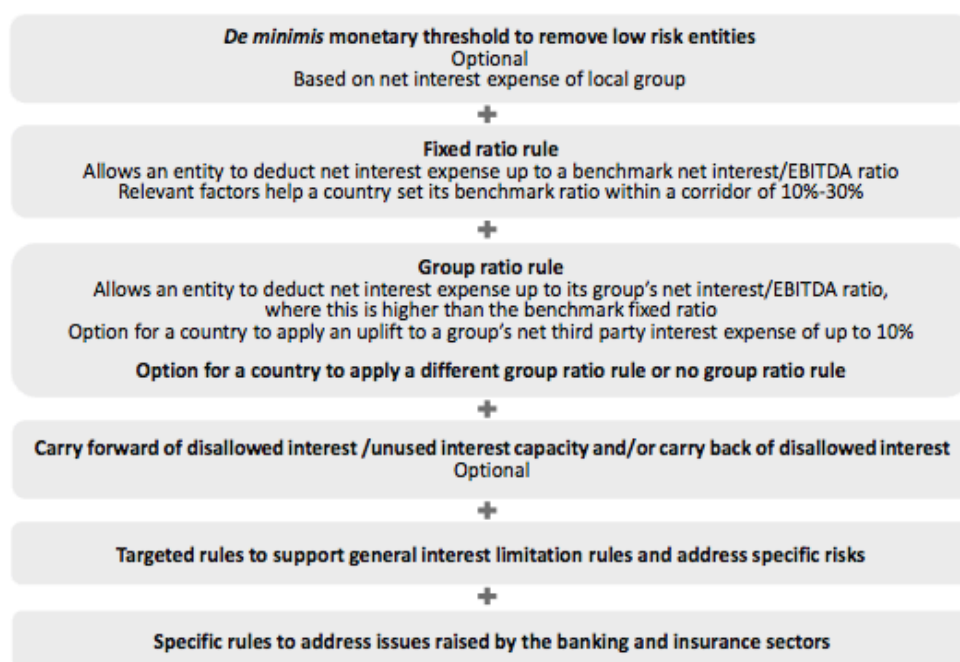 De minimis monetary threshold to remove low risk entities
Optional
Based on net interest expense of local group
+
Fixed ratio rule
Allows an entity to deduct net interest expense up to a benchmark net interest/EBITDA ratio
Relevant factors help a country set its benchmark ratio within a corridor of 10%-30%
+
Group ratio rule
Allows an entity to deduct net interest expense up to its group's net interest/EBITDA ratio,
where this is higher than the benchmark fixed ratio
Option for a country to apply an uplift to a group's net third party interest expense of up to 10%
Option for a country to apply a different group ratio rule or no group ratio rule
+
Carry forward of disallowed interest /unused interest capacity and/or carry back of disallowed interest
Optional
+
Targeted rules to support general interest limitation rules and address specific risks
+
Specific rules to address issues raised by the banking and insurance sectors